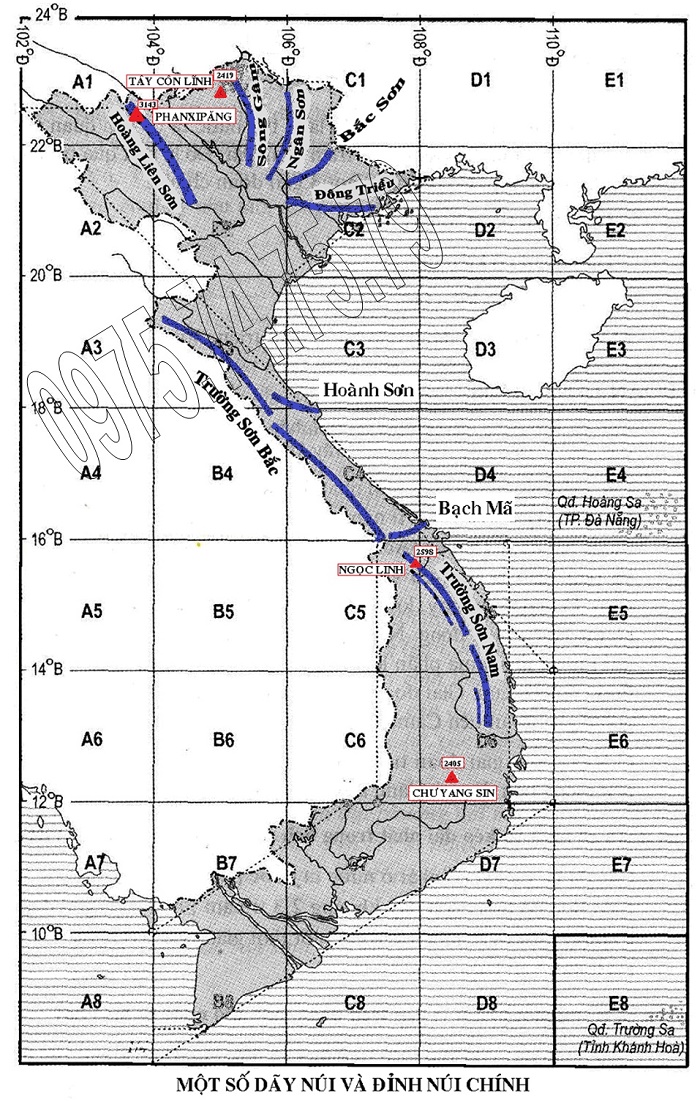 102°Đ
104°Đ
106°Đ
108°Đ
110°Đ
A1
C1
D1
E1
TÂY CÔN LĨNH
2419
3143
PHANXIPĂNG
Hoàng Liên Sơn
Sông Gâm
Ngân Sơn
Bắc Sơn
Đông Triều
22°B
A2
C2
D2
E2
20°B
A3
B3
C3
D3
E3
Hoành Sơn
18°B
Trường Sơn Bắc
A4
B4
C4
D4
E4
Bạch Mã
Qđ. Hoàng Sa
(TP. Đà Nẵng)
16°B
2598
NGOC LINH
Trường Sơn Nam
A5
B5
C5
E5
14°B
A6
B6
C6
D6
E6
2405
CHƯ YANG SIN
12°B
A7
B7
D7
E7
10°B
A8
B8
C8
D8
E8
Qđ. Trường Sa
(Tỉnh Khánh Hoà)
MỘT SỐ DÃY NÚI VÀ ĐỈNH NÚI CHÍNH